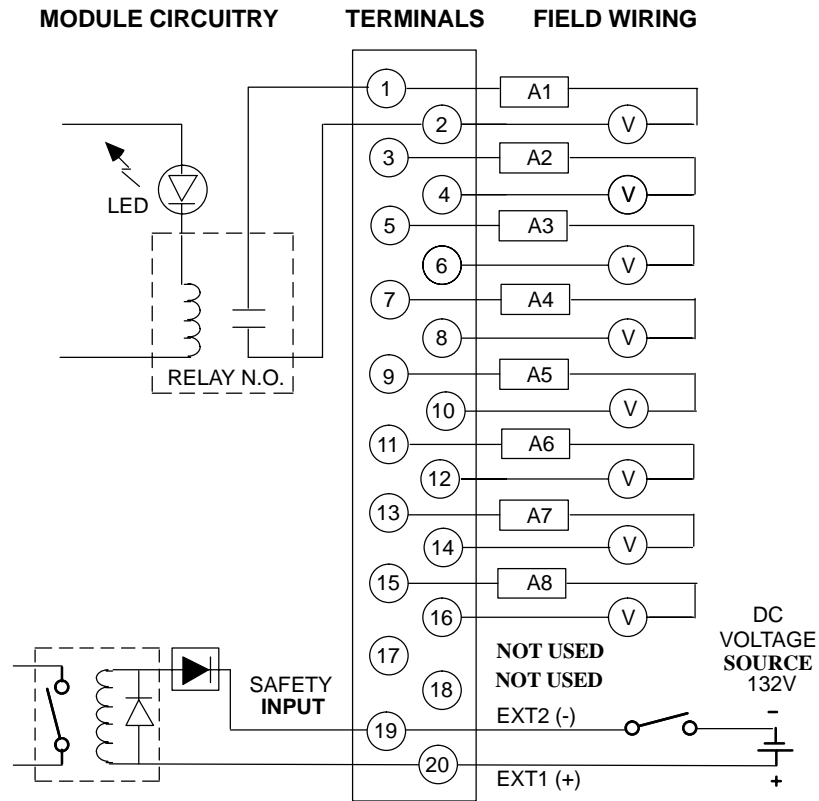 MODULE CIRCUITRY TERMINALS FIELD WIRING
1 A1
2 V
3 A2
LED 4 V
5 A3
6 V
7 A4
8 V
RELAY N.O. 9 A5
10 V
11 A6
12 V
13 A7
14 V
15 A8
16 V
DC
VOLTAGE
SOURCE
132V
17 NOT USED
18 NOT USED
SAFETY
INPUT
19 EXT2 (-) -
20 EXT1 (+) +